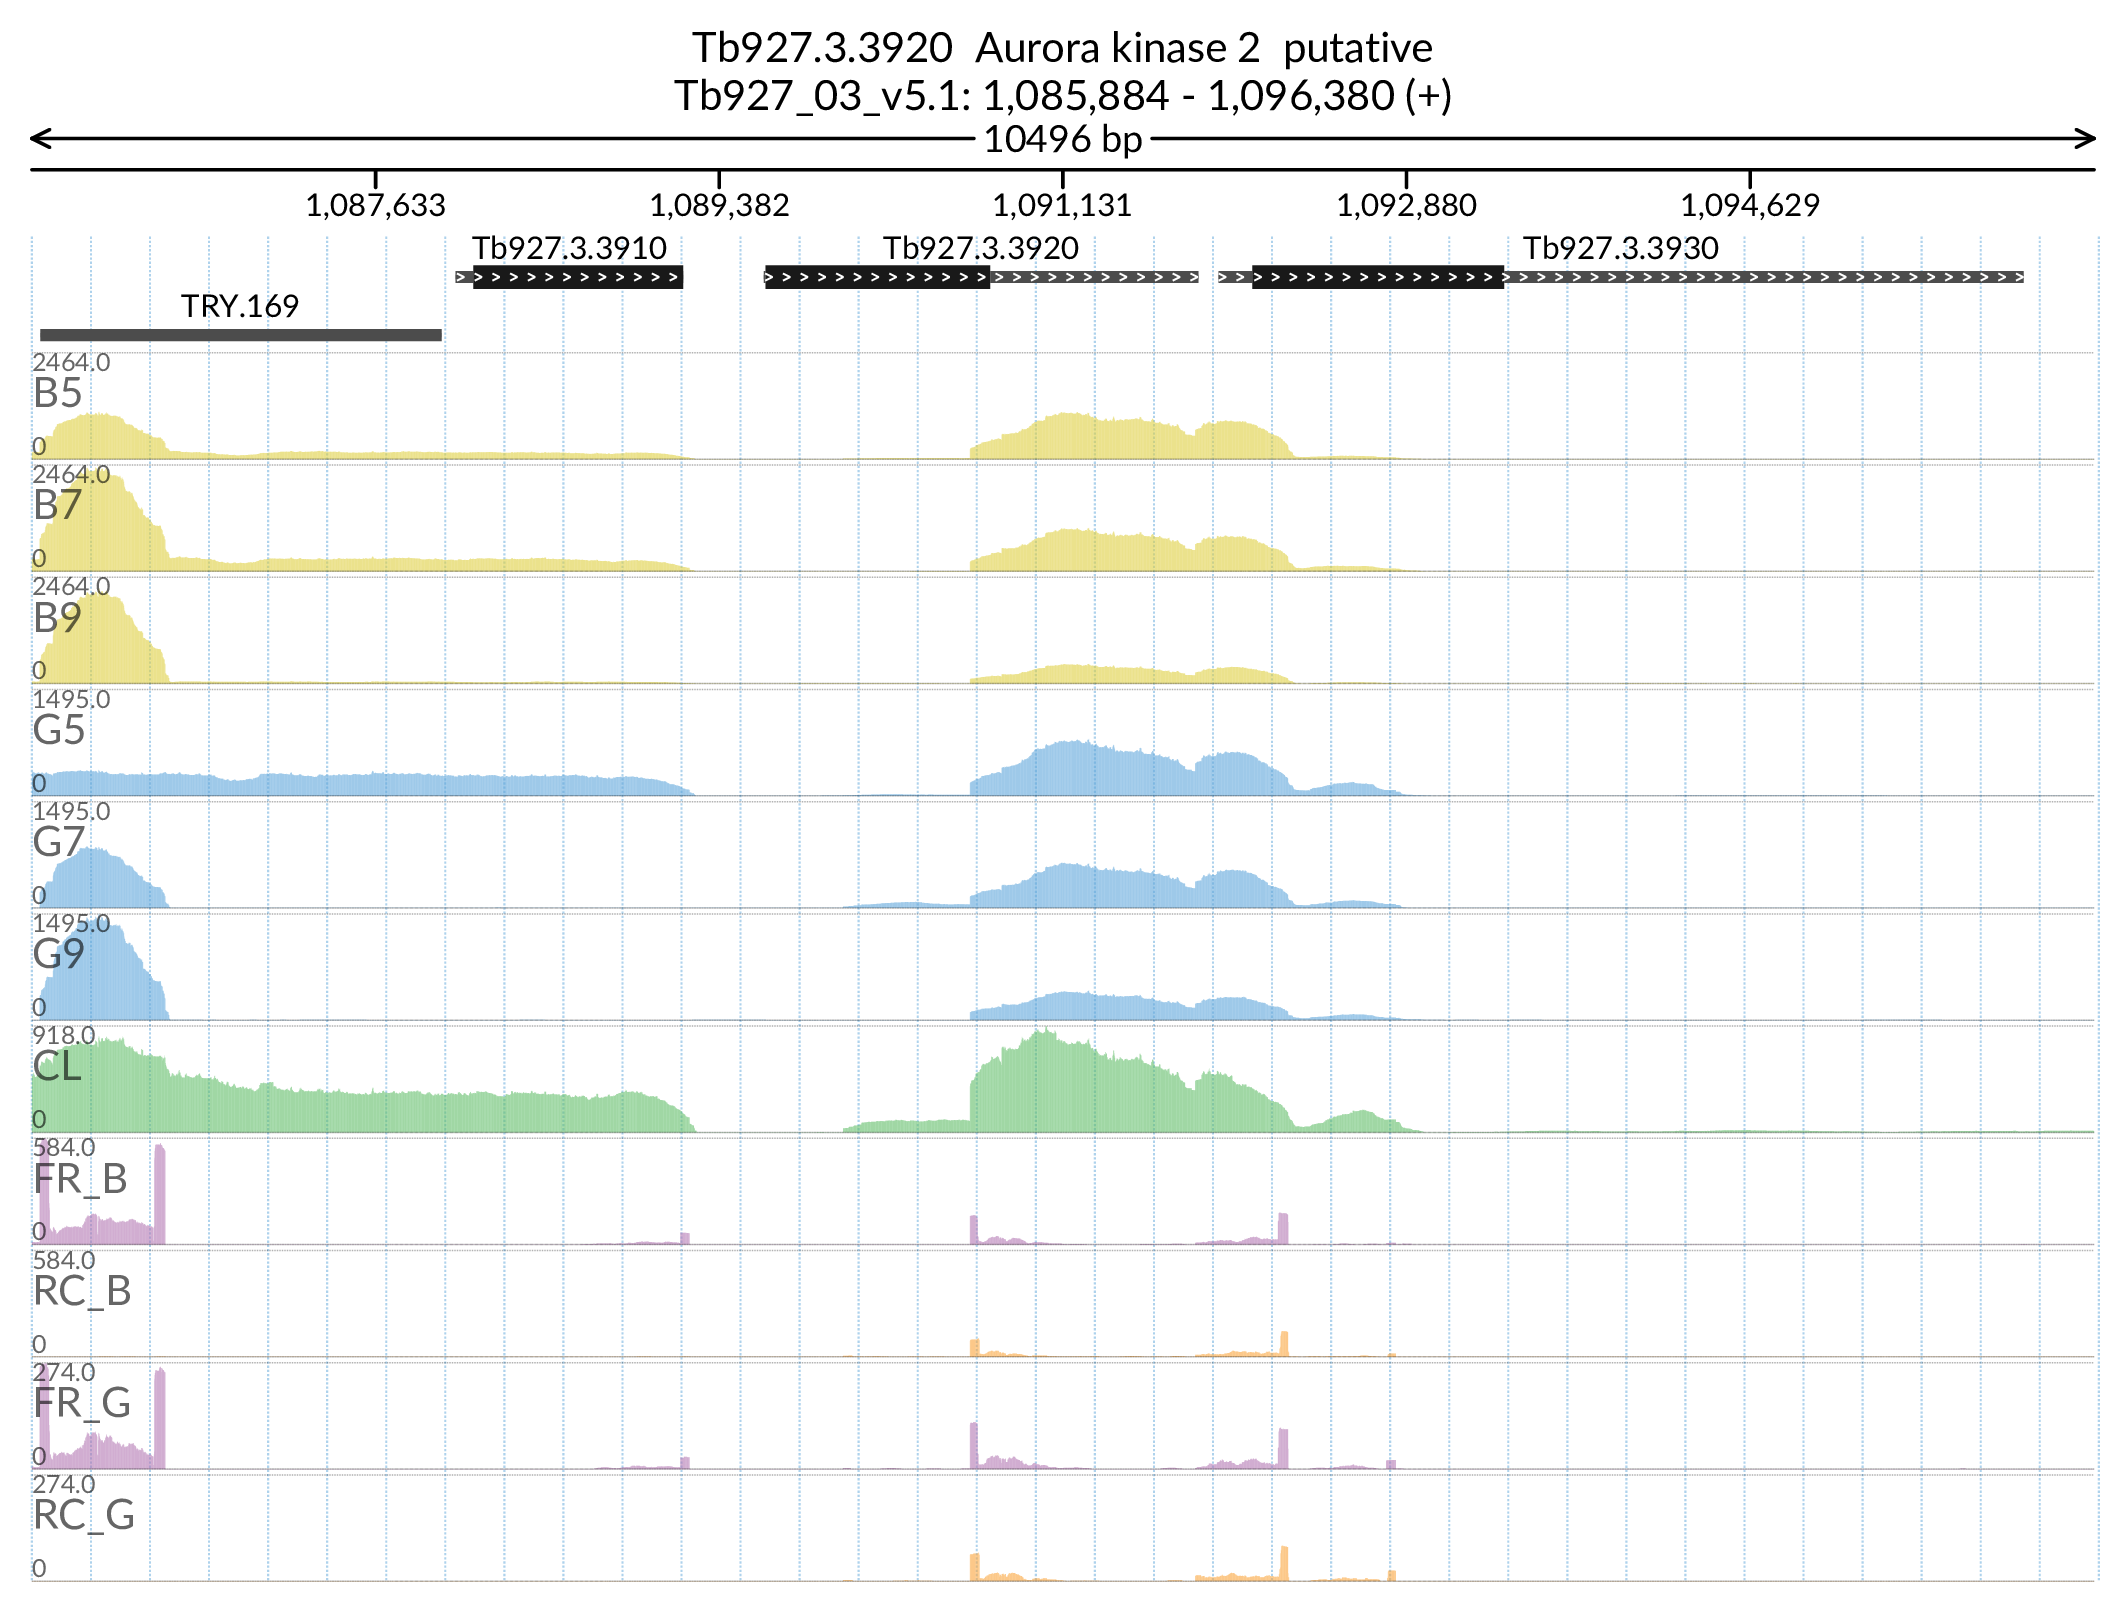 Tb927.3.3920 Aurora kinase 2 putative
Tb927_03_v5.1: 1,085,884 - 1,096,380 (+)
10496 bp
1,087,633 1,089,382 1,091,131 1,092,880 1,094,629
Tb927.3.3910 Tb927.3.3920 Tb927.3.3930
TRY.169
2464.0
B5
0
2464.0
B7
0
2464.0
B9
0
1495.0
G5
0
1495.0
G7
0
1495.0
G9
0
918.0
CL
0
584.0
FR_B
0
584.0
RC_B
0
274.0
FR_G
0
274.0
RC_G
0